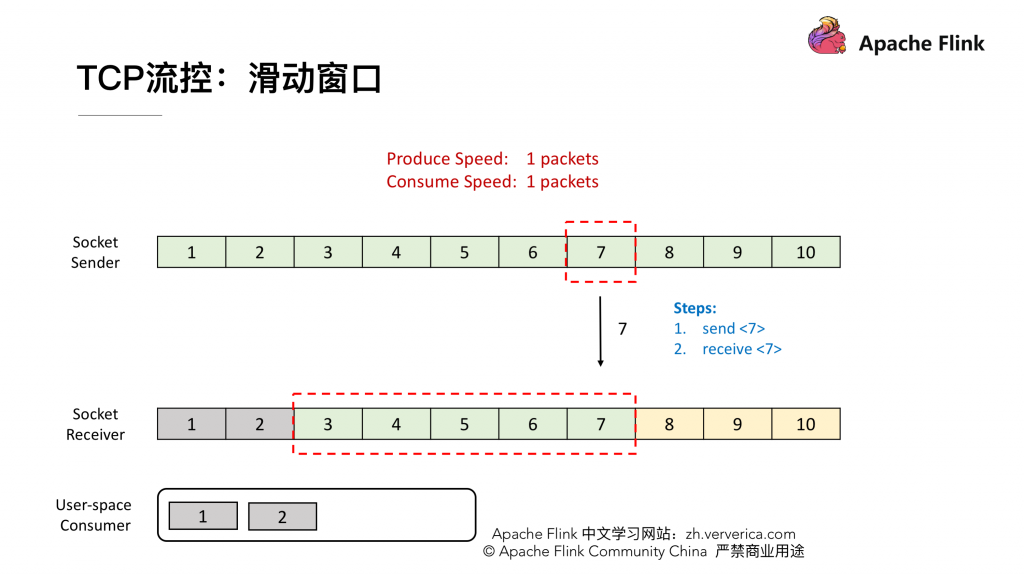 Apache Flink
TCP流控：滑动窗口
Produce Speed: 1 packets
Consume Speed: 1 packets
Socket
Sender
1 2 3 4 5 6 7 8 9 10
7
Steps:
1. send <7>
2. receive <7>
Socket
Receiver
1 2 3 4 5 6 7 8 9 10
User-space
Consumer
1 2
Apache Flink 中文学习网站：zh.ververica.com
© Apache Flink Community China 严禁商业用途